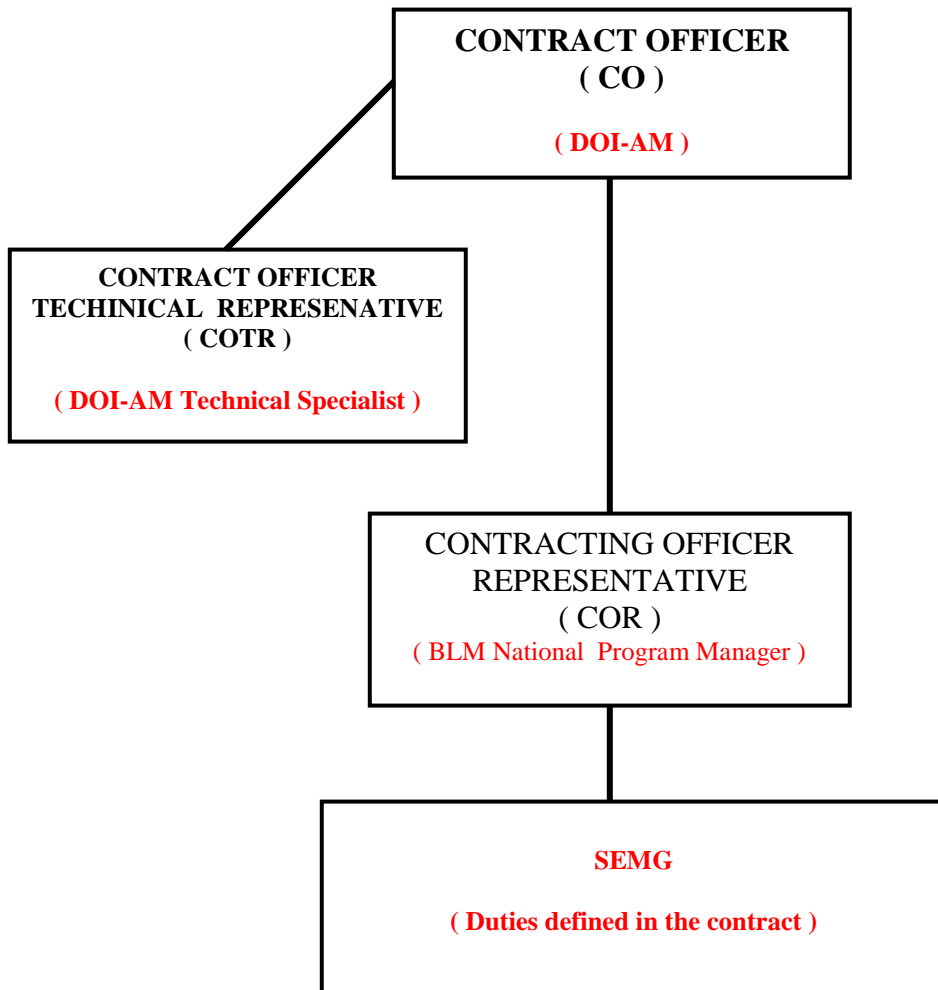 CONTRACT OFFICER
( CO )
( DOI-AM )
CONTRACT OFFICER
TECHINICAL REPRESENATIVE
( COTR )
( DOI-AM Technical Specialist )
CONTRACTING OFFICER
REPRESENTATIVE
( COR )
( BLM National Program Manager )
SEMG
( Duties defined in the contract )